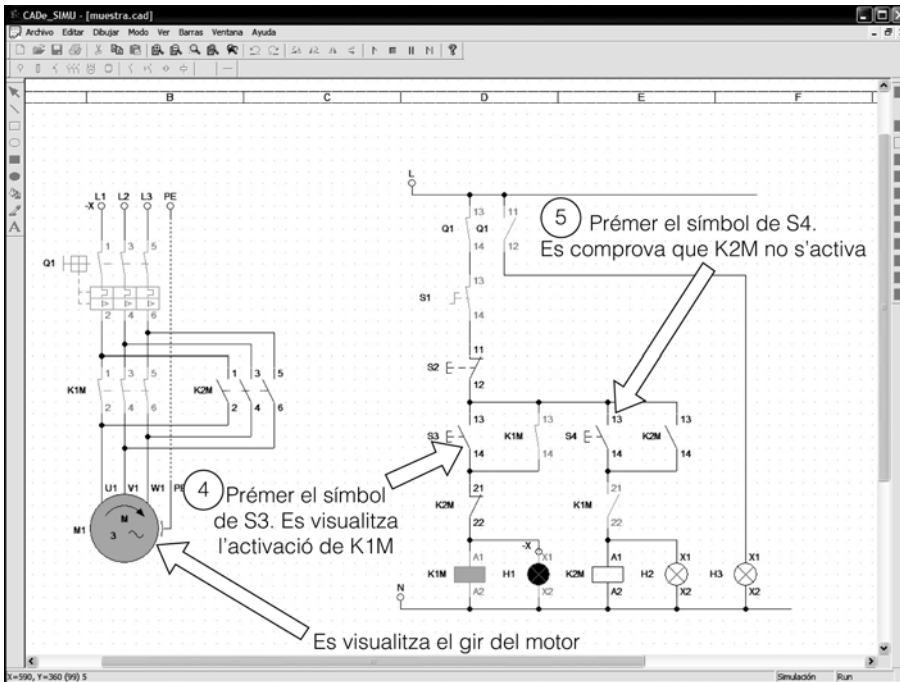 CADe_SIMU - [muestra.cad]
Archivo Editar Dibujar Modo Ver Barras Ventana Ayuda
B C D E F
L
L1 L2 L3 PE
-X
13 11
Q1 Q1
14 12
5 Prémer el símbol de S4.
Es comprova que K2M no s'activa
1 3 5
Q1
2 4 6
13
S1
14
11
S2
12
1 3 5 1 3 5
K1M K2M
2 4 6 2 4 6
13 13 13 13
S3 K1M S4 K2M
14 14 14 14
U1 V1 W1 PE
4 Prémer el símbol
de S3. Es visualitza
l'activació de K1M
21 21
K2M K1M
22 22
M1
M
3
-X
A1 X1 A1 X1 X1
K1M H1 K2M H2 H3
A2 X2 A2 X2 X2
N
Es visualitza el gir del motor
X=590, Y=360 (99) 5 Simulación Run